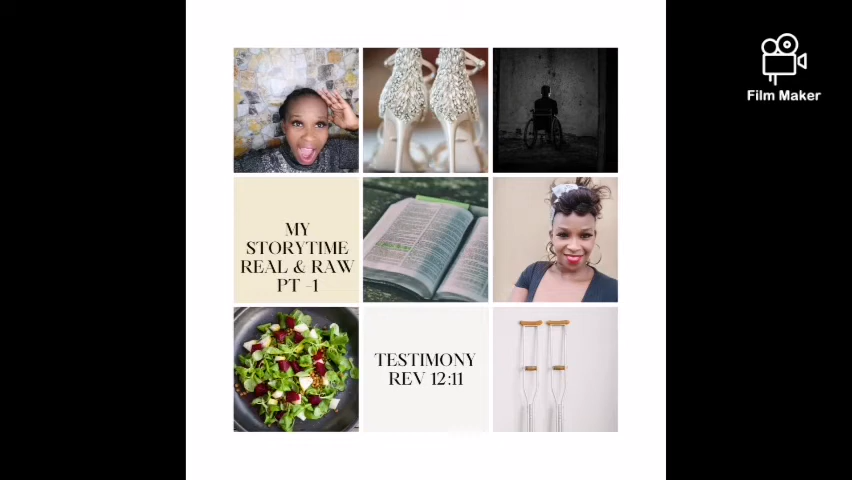 Film Maker
MY
STORYTIME
REAL & RAW
PT -1
TESTIMONY
REV 12:11